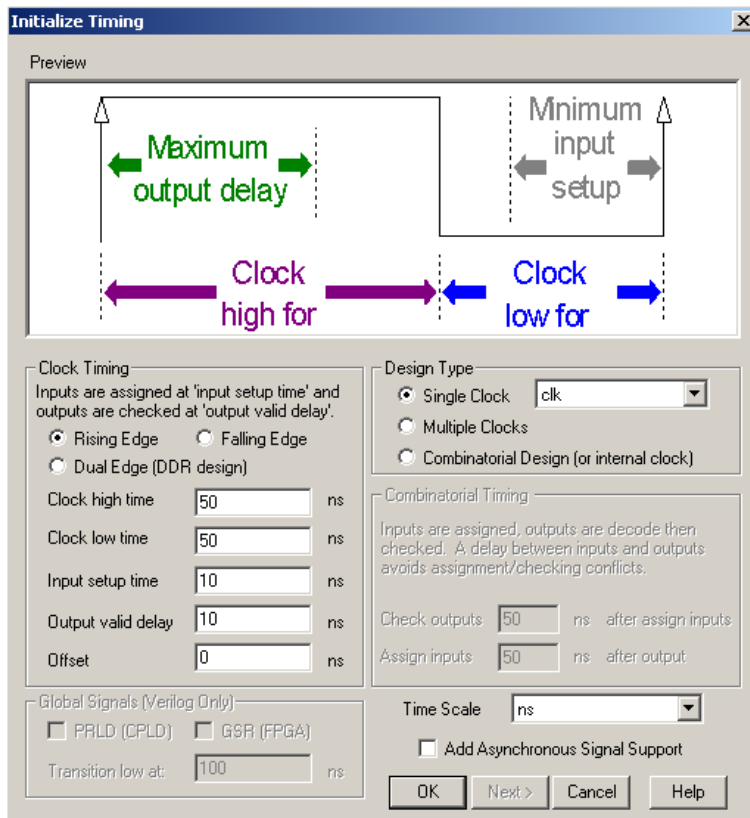 Initialize Timing
Preview
Maximum
output delay
Mnimum
input
setup
Clock
high for
Clock
low for
Clock Timing
Inputs are assigned at 'input setup time' and
outputs are checked at 'output valid delay'.
Rising Edge
Falling Edge
Dual Edge (DDR design)
Clock high time 50 ns
Clock low time 50 ns
Input setup time 10 ns
Output valid delay 10 ns
Offset 0 ns
Global Signals (Verilog Only)
PRLD (CPLD)
GSR (FPGA)
Transition low at: 100 ns
Design Type
Single Clock clk
Multiple Clocks
Combinatorial Design (or internal clock)
Combinatorial Timing
Inputs are assigned, outputs are decode then
checked. A delay between inputs and outputs
avoids assignment/checking conflicts.
Check outputs 50 ns after assign inputs
Assign inputs 50 ns after output
Time Scale ns
Add Asynchronous Signal Support
OK
Next >
Cancel
Help